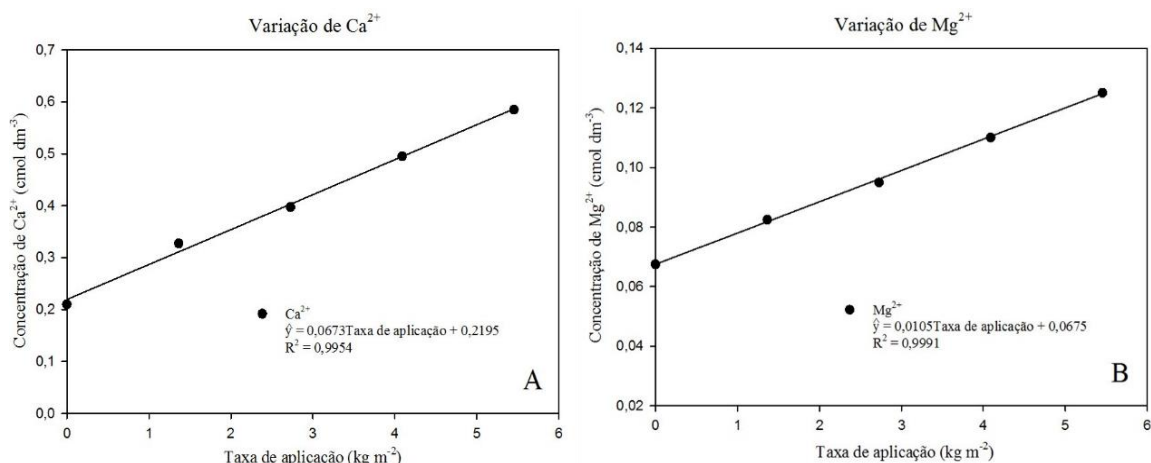 Variação de Ca²⁺
Concentração de Ca²⁺ (cmol dm⁻³)
0,7
0,6
0,5
0,4
0,3
0,2
0,1
0,0
Ca²⁺
ŷ = 0,0673Taxa de aplicação + 0,2195
R² = 0,9954
A
0 1 2 3 4 5 6
Taxa de aplicação (kg m⁻²)
Variação de Mg²⁺
Concentração de Mg²⁺ (cmol dm⁻³)
0,14
0,12
0,10
0,08
0,06
0,04
0,02
Mg²⁺
ŷ = 0,0105Taxa de aplicação + 0,0675
R² = 0,9991
B
0 1 2 3 4 5 6
Taxa de aplicação (kg m⁻²)